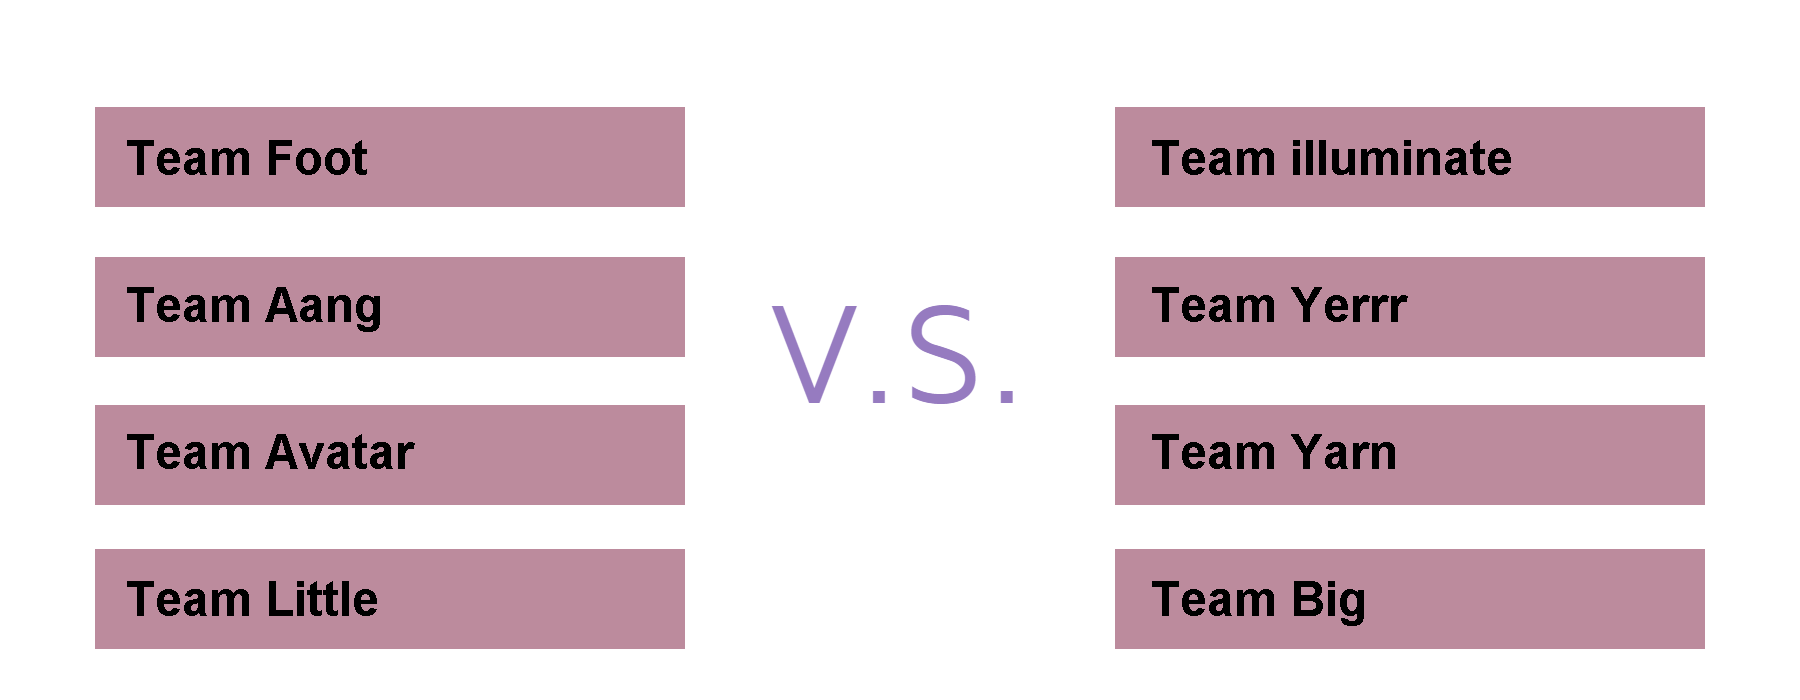 Team Foot
Team Aang
Team Avatar
Team Little
V.S.
Team illuminate
Team Yerrr
Team Yarn
Team Big